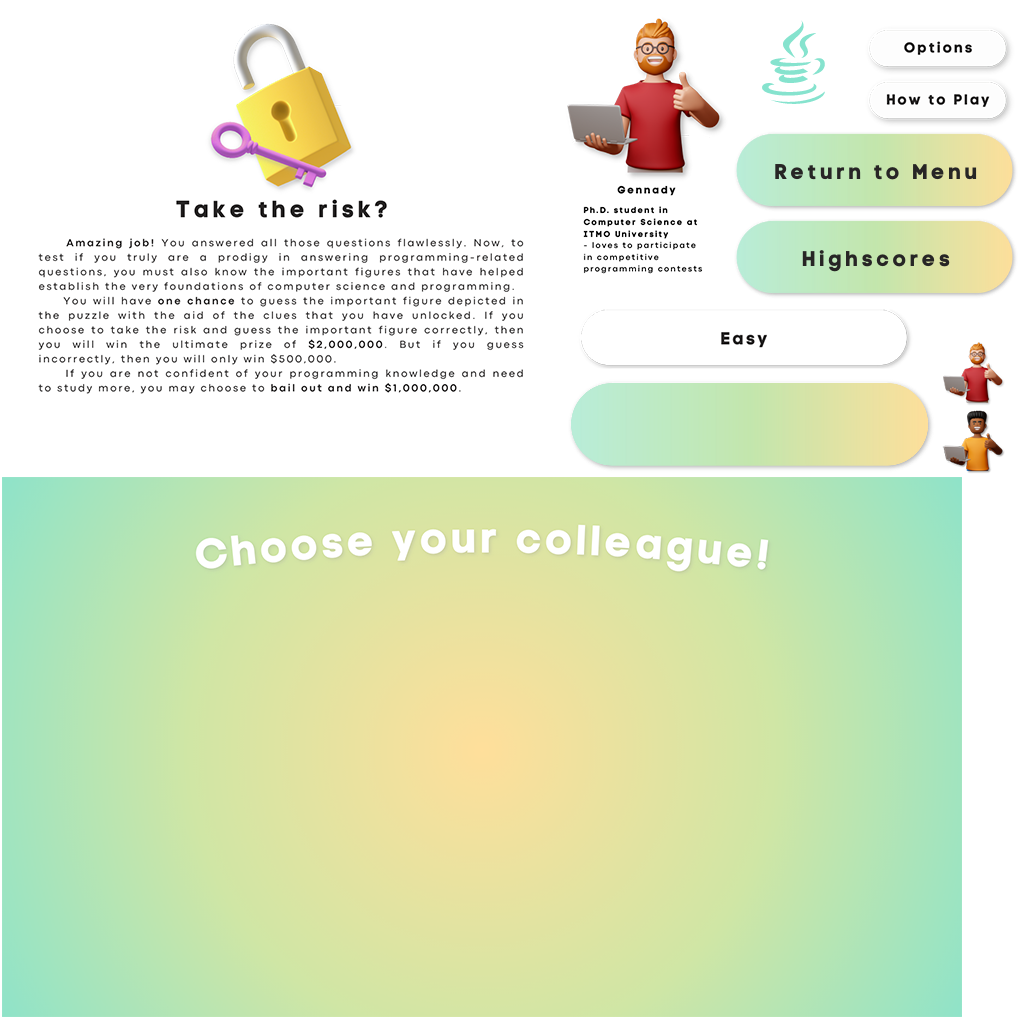 Take the risk?
Amazing job! You answered all those questions flawlessly. Now, to
test if you truly are a prodigy in answering programming-related
questions, you must also know the important figures that have helped
establish the very foundations of computer science and programming.
You will have one chance to guess the important figure depicted in
the puzzle with the aid of the clues that you have unlocked. If you
choose to take the risk and guess the important figure correctly, then
you will win the ultimate prize of $2,000,000. But if you guess
incorrectly, then you will only win $500,000.
If you are not confident of your programming knowledge and need
to study more, you may choose to bail out and win $1,000,000.
Gennady
Ph.D. student in
Computer Science at
ITMO University
- loves to participate
in competitive
programming contests
Options
How to Play
Return to Menu
Highscores
Easy
Choose your colleague!